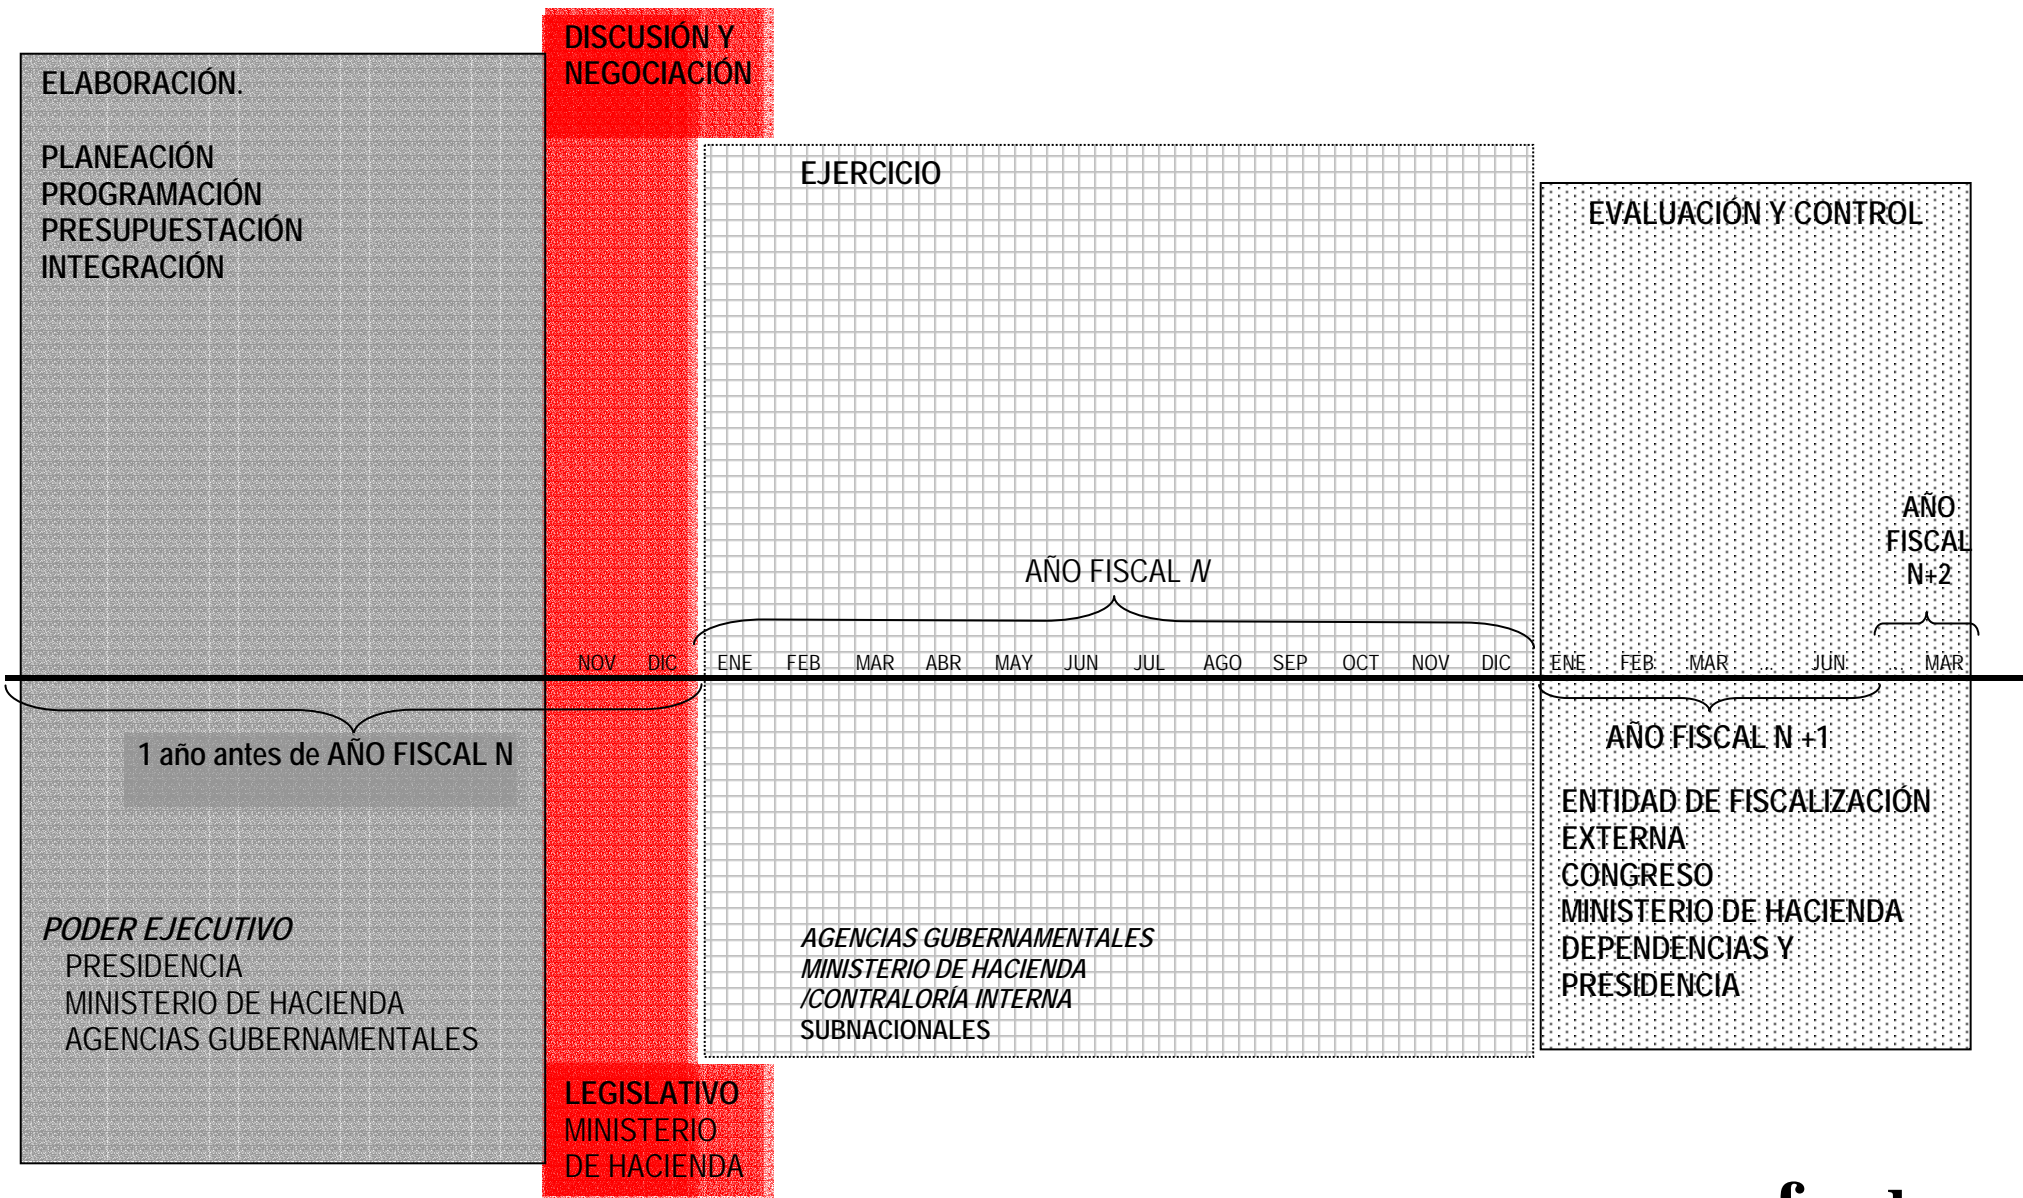 ELABORACIÓN.
PLANEACIÓN
PROGRAMACIÓN
PRESUPUESTACIÓN
INTEGRACIÓN
DISCUSIÓN Y
NEGOCIACIÓN
EJERCICIO
EVALUACIÓN Y CONTROL
AÑO
FISCAL
N+2
AÑO FISCAL N
NOV DIC ENE FEB MAR ABR MAY JUN JUL AGO SEP OCT NOV DIC ENE FEB MAR ... JUN ... MAR
1 año antes de AÑO FISCAL N
AÑO FISCAL N +1
PODER EJECUTIVO
PRESIDENCIA
MINISTERIO DE HACIENDA
AGENCIAS GUBERNAMENTALES
LEGISLATIVO
MINISTERIO
DE HACIENDA
AGENCIAS GUBERNAMENTALES
MINISTERIO DE HACIENDA
/CONTRALORÍA INTERNA
SUBNACIONALES
ENTIDAD DE FISCALIZACIÓN
EXTERNA
CONGRESO
MINISTERIO DE HACIENDA
DEPENDENCIAS Y
PRESIDENCIA